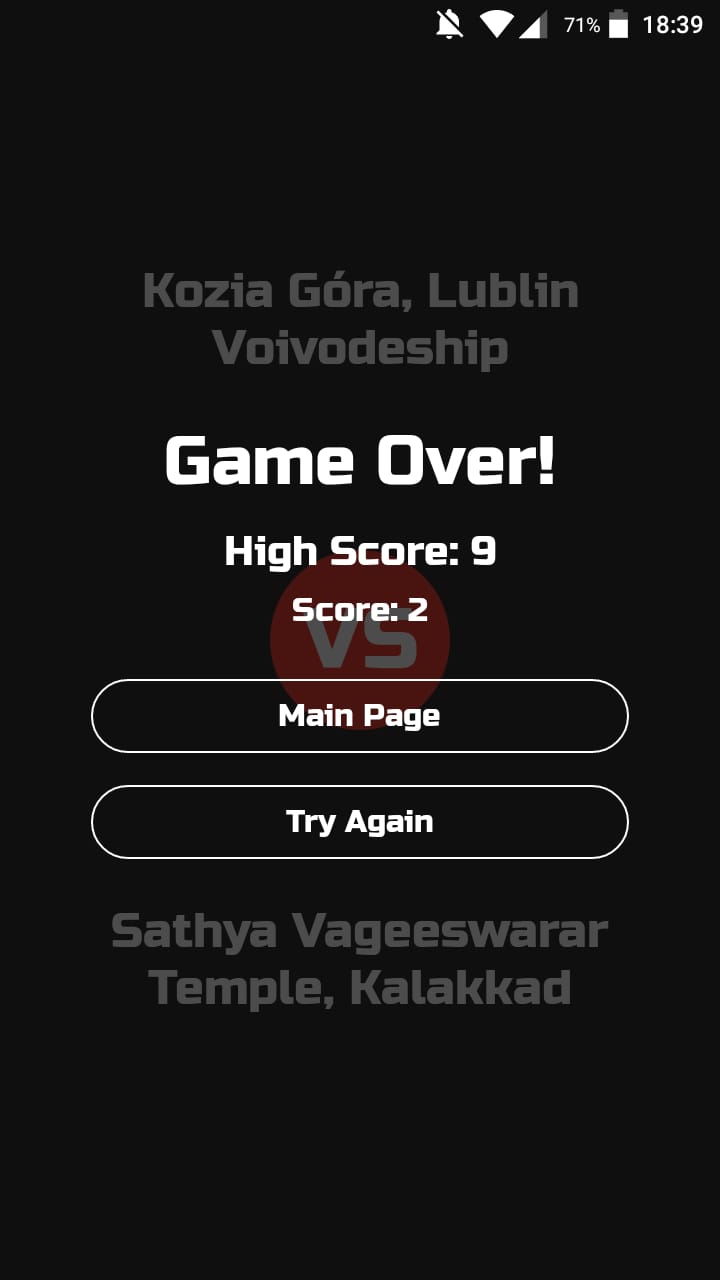 71% 18:39
Kozia Góra, Lublin
Voivodeship
Game Over!
High Score: 9
Score: 2
VS
Main Page
Try Again
Sathya Vageeswarar
Temple, Kalakkad